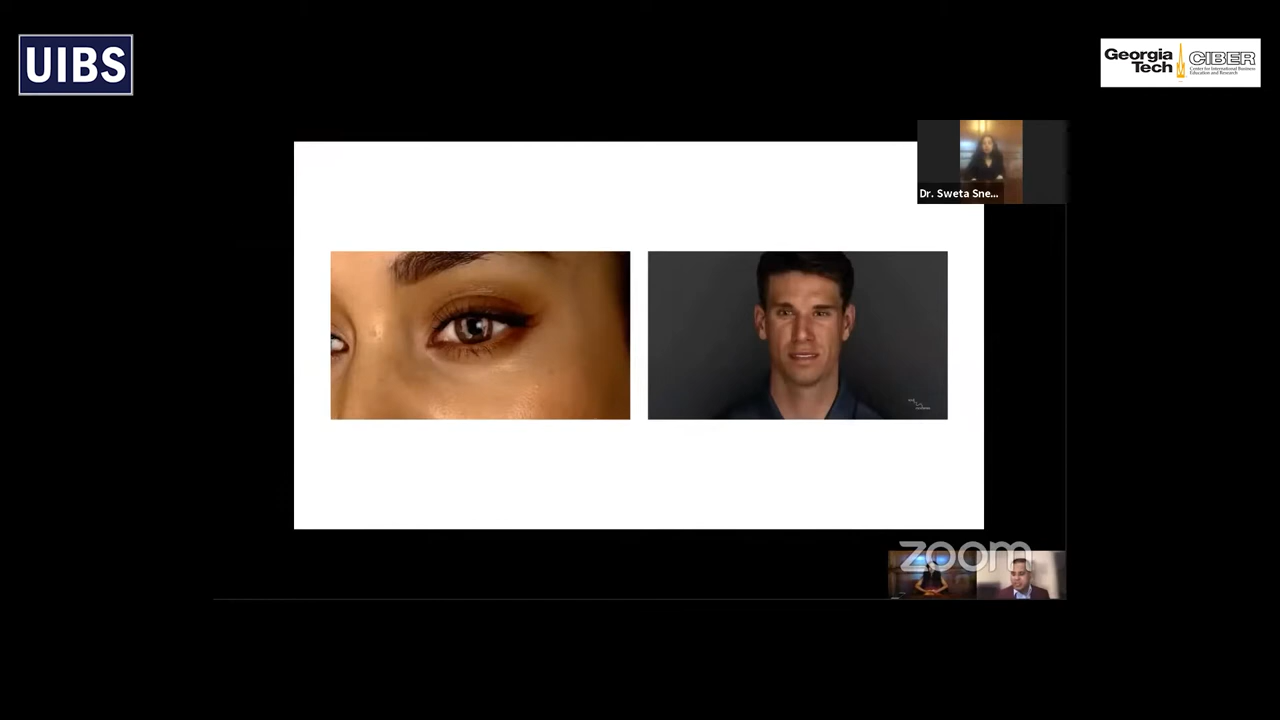 UIBS
Georgia
Tech
CIBER
Center for International Business
Education and Research
Dr. Sweta Sne...
zoom